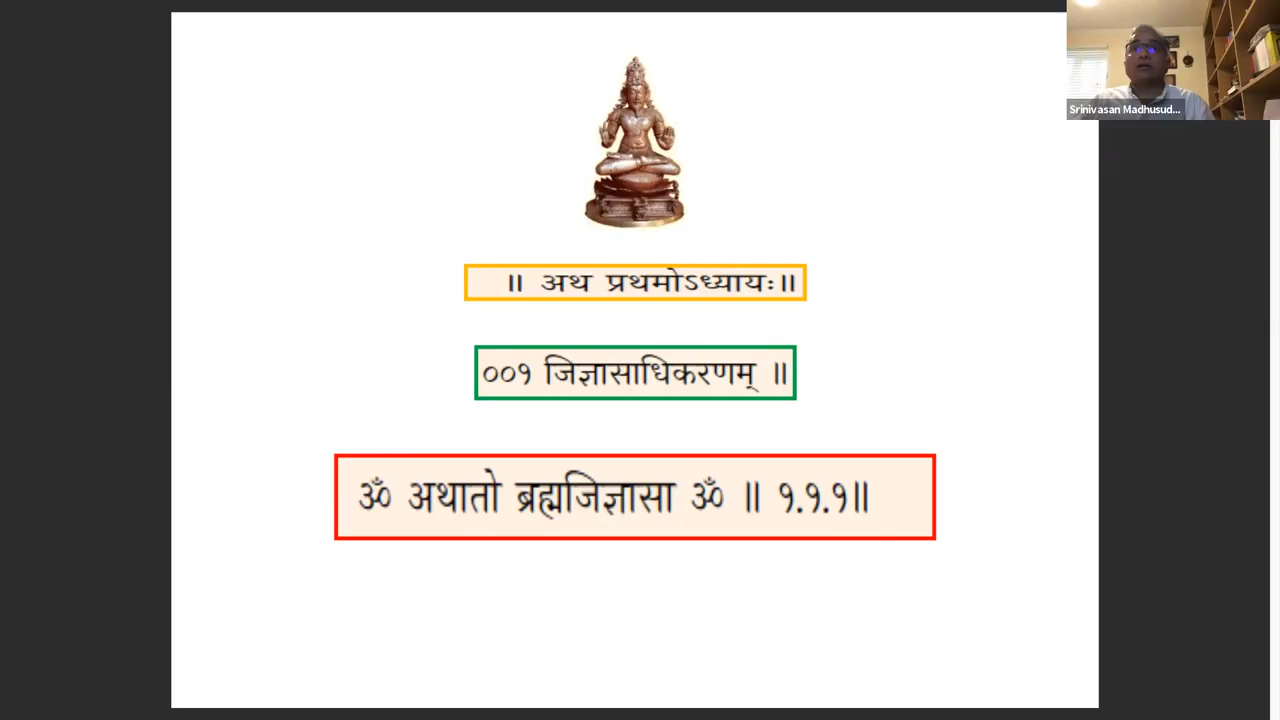 Srinivasan Madhusud...
॥ अथ प्रथमोऽध्यायः॥
००१ जिज्ञासाधिकरणम् ॥
ॐ अथातो ब्रह्मजिज्ञासा ॐ ॥ १.१.१॥